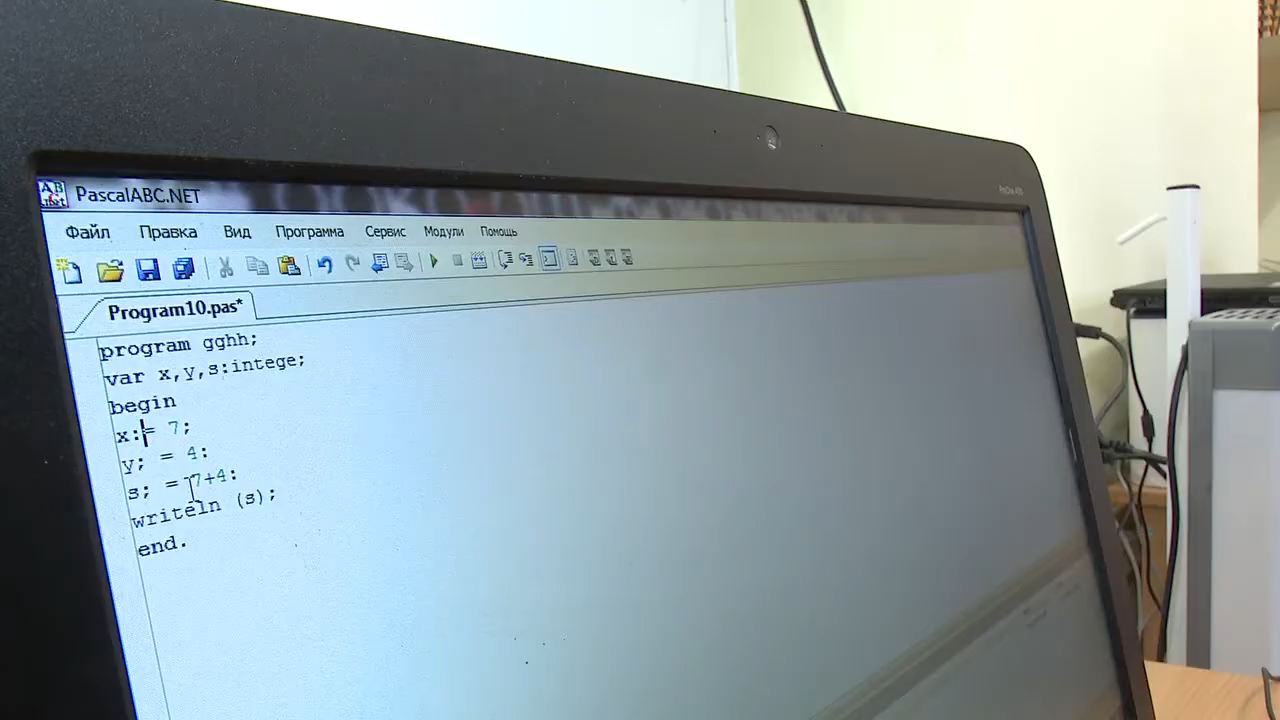 PascalABC.NET
Файл Правка Вид Программа Сервис Модули Помощь
Program10.pas*
program gghh;
var x,y,s:intege;
begin
x:= 7;
y; = 4:
s; = 7+4:
writeln (s);
end.